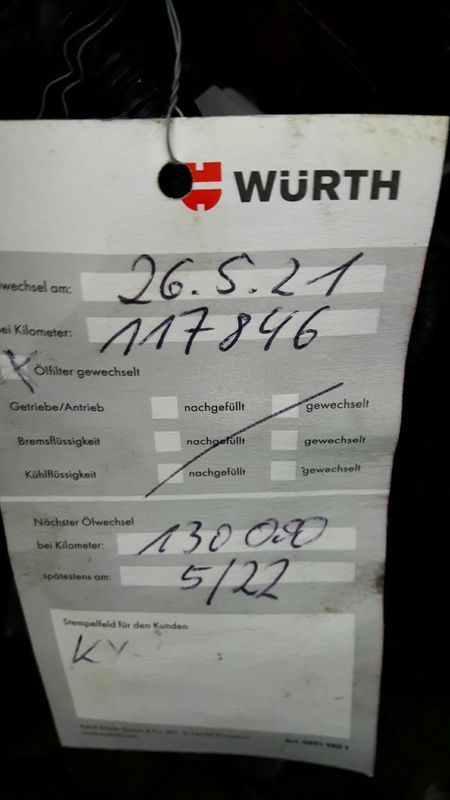 WÜRTH
wechsel am: 26.5.21
bei Kilometer: 117846
X Ölfilter gewechselt
Getriebe/Antrieb nachgefüllt gewechselt
Bremsflüssigkeit nachgefüllt gewechselt
Kühlflüssigkeit nachgefüllt gewechselt
Nächster Ölwechsel
bei Kilometer: 130000
spätestens am: 5/22
Stempelfeld für den Kunden